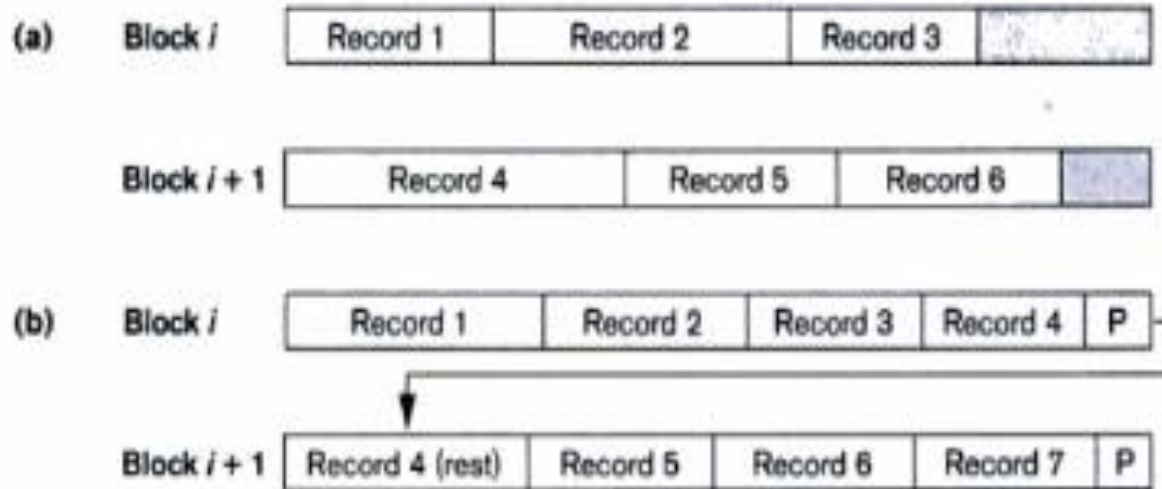 (a) Block i Record 1 Record 2 Record 3
Block i + 1 Record 4 Record 5 Record 6
(b) Block i Record 1 Record 2 Record 3 Record 4 P
Block i + 1 Record 4 (rest) Record 5 Record 6 Record 7 P